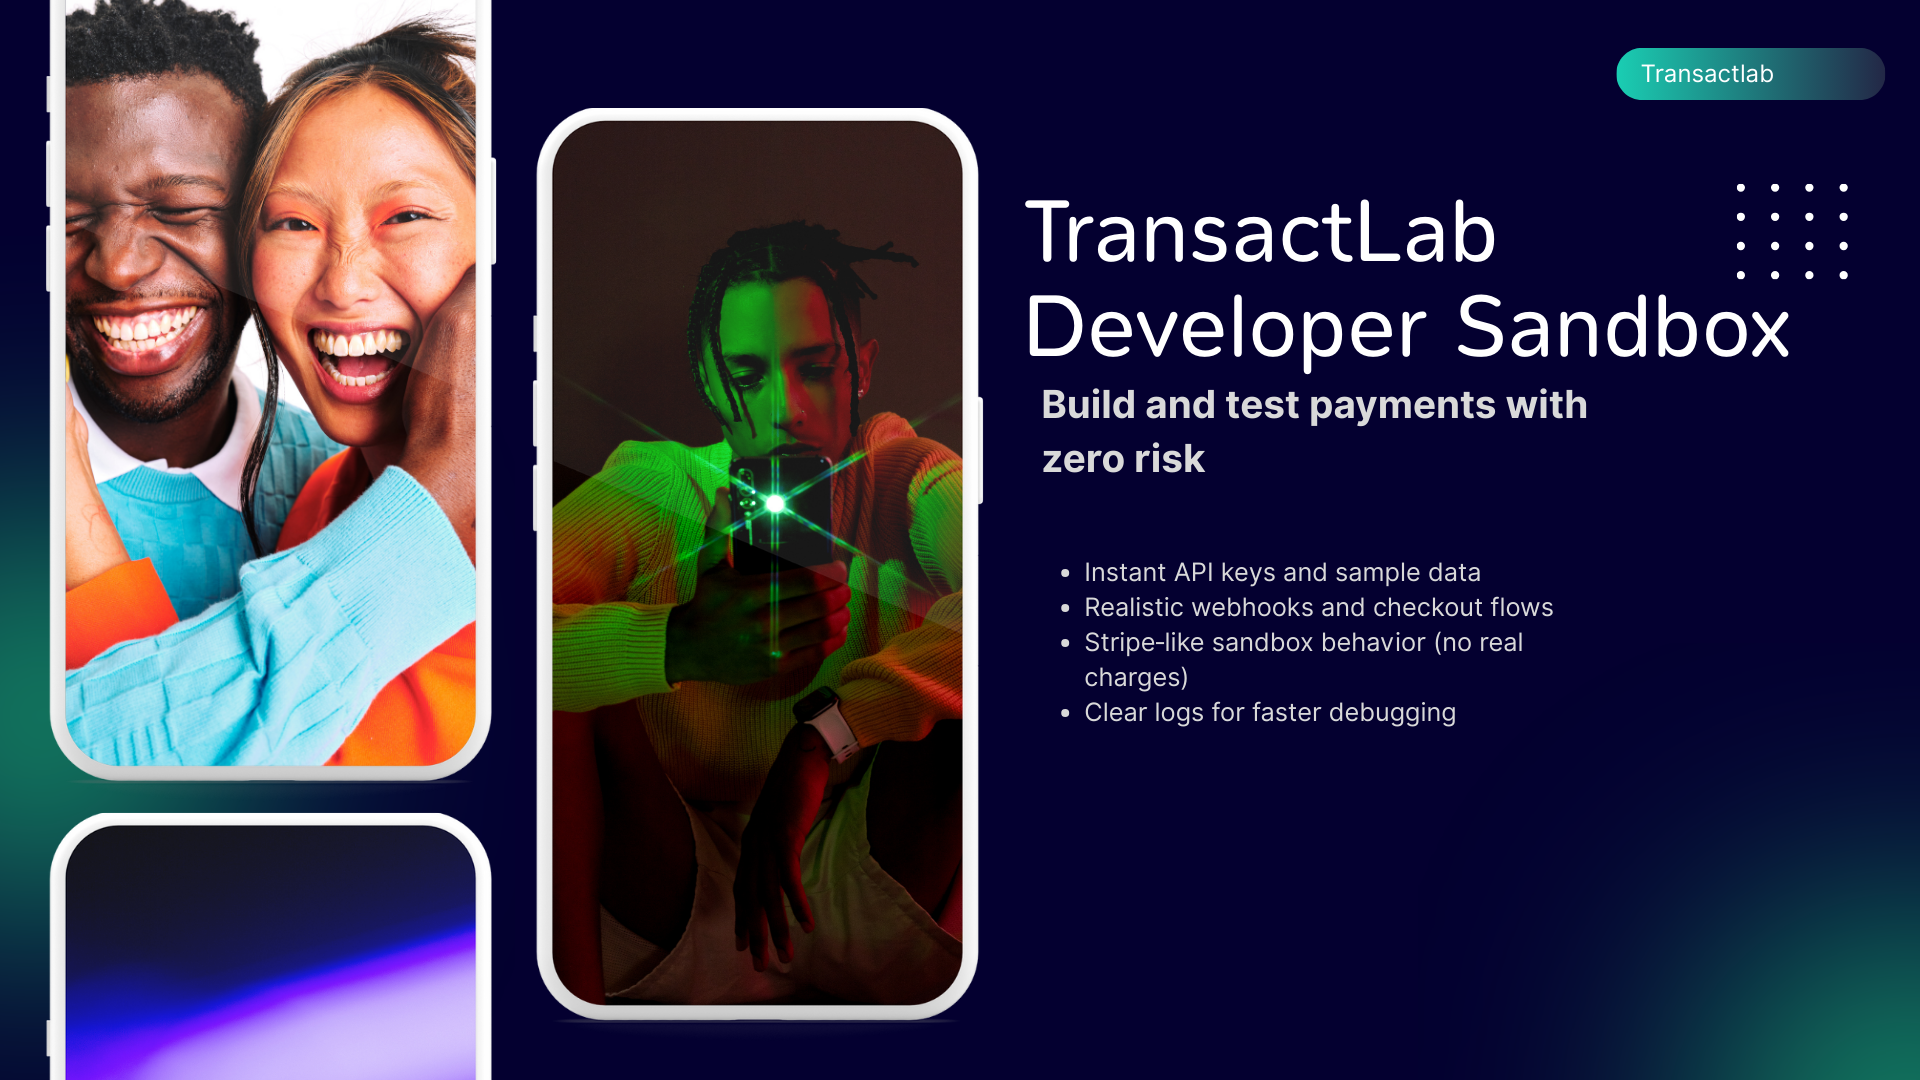 Transactlab
TransactLab
Developer Sandbox
Build and test payments with
zero risk
• Instant API keys and sample data
• Realistic webhooks and checkout flows
• Stripe-like sandbox behavior (no real
charges)
• Clear logs for faster debugging